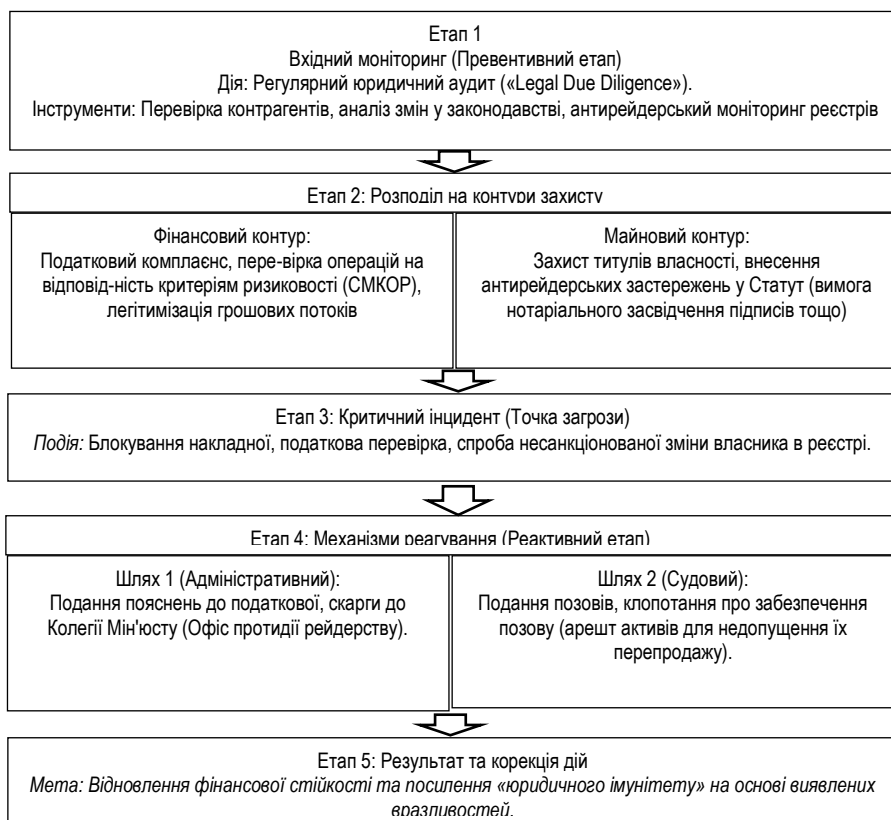 Етап 1
Вхідний моніторинг (Превентивний етап)
Дія: Регулярний юридичний аудит («Legal Due Diligence»).
Інструменти: Перевірка контрагентів, аналіз змін у законодавстві, антирейдерський моніторинг реєстрів
Етап 2: Розподіл на контури захисту
Фінансовий контур:
Податковий комплаєнс, пере-вірка операцій на
відповід-ність критеріям ризиковості (СМКОР),
легітимізація грошових потоків
Майновий контур:
Захист титулів власності, внесення
антирейдерських застережень у Статут (вимога
нотаріального засвідчення підписів тощо)
Етап 3: Критичний інцидент (Точка загрози)
Подія: Блокування накладної, податкова перевірка, спроба несанкціонованої зміни власника в реєстрі.
Етап 4: Механізми реагування (Реактивний етап)
Шлях 1 (Адміністративний):
Подання пояснень до податкової, скарги до
Колегії Мін'юсту (Офіс протидії рейдерству).
Шлях 2 (Судовий):
Подання позовів, клопотання про забезпечення
позову (арешт активів для недопущення їх
перепродажу).
Етап 5: Результат та корекція дій
Мета: Відновлення фінансової стійкості та посилення «юридичного імунітету» на основі виявлених
вразливостей.